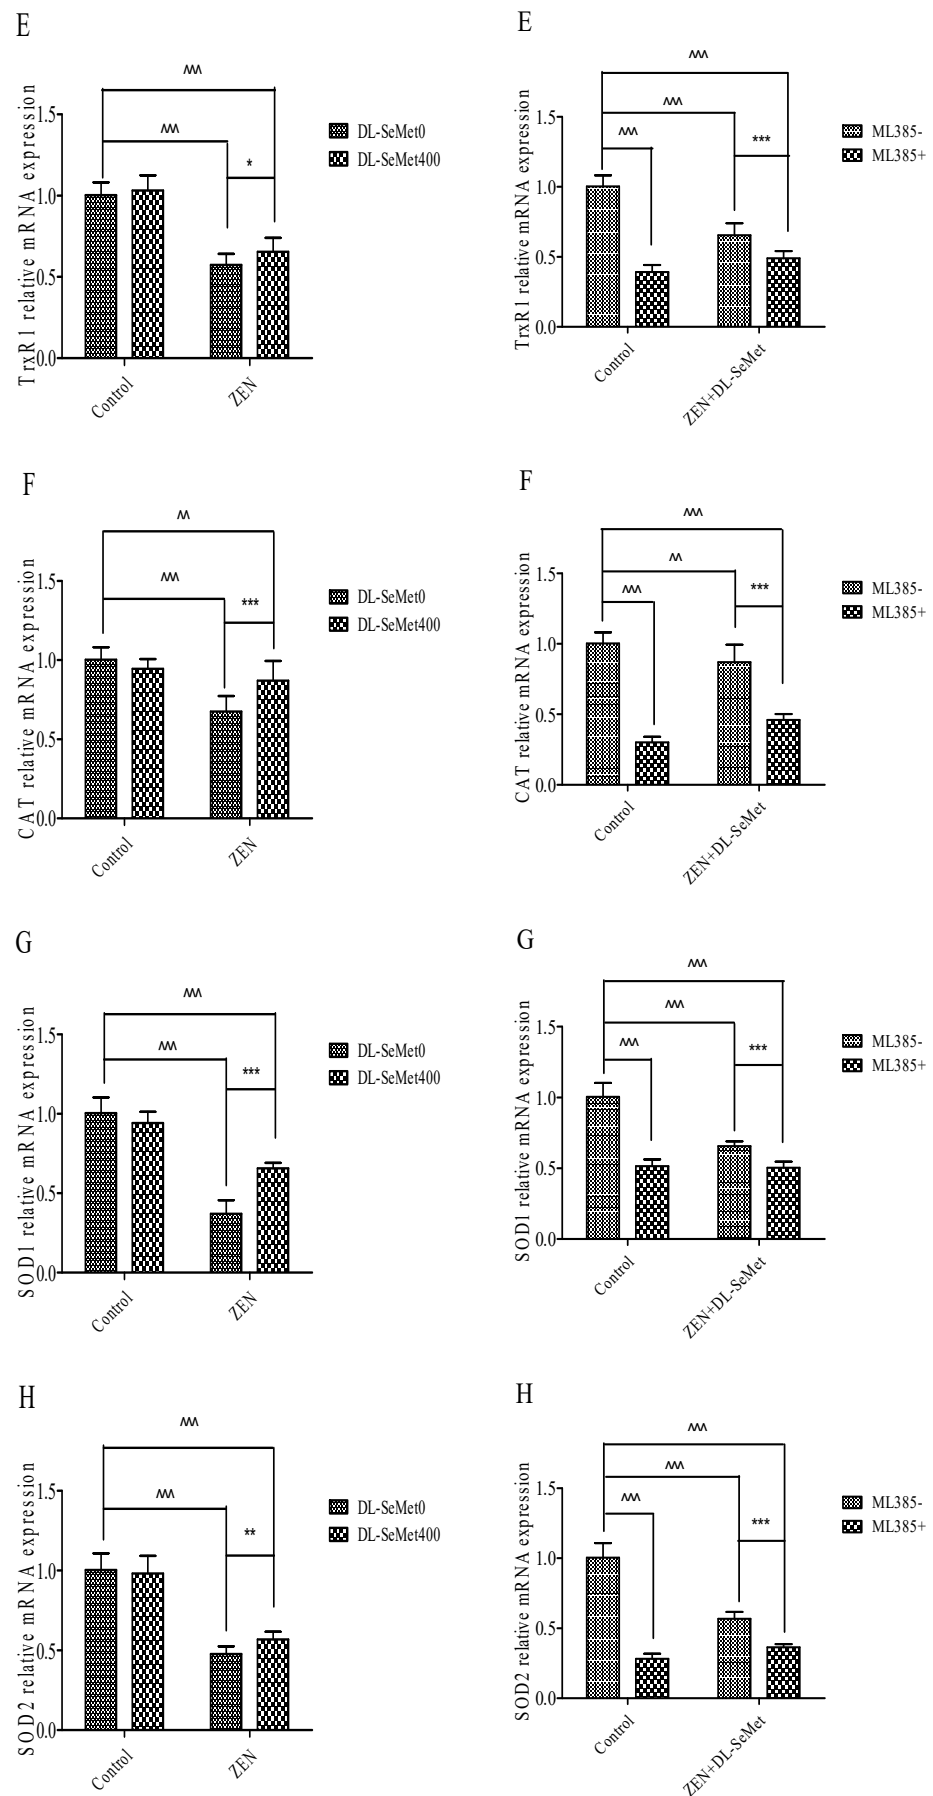 E
TrxR1 relative mRNA expression
1.5
1.0
0.5
0.0
^^^
^^^
*
Control
ZEN
DL-SeMet0
DL-SeMet400
E
TrxR1 relative mRNA expression
1.5
1.0
0.5
0.0
^^^
^^^
^^^
***
Control
ZEN+DL-SeMet
ML385-
ML385+
F
CAT relative mRNA expression
1.5
1.0
0.5
0.0
^^
^^^
***
Control
ZEN
DL-SeMet0
DL-SeMet400
F
CAT relative mRNA expression
1.5
1.0
0.5
0.0
^^^
^^
^^^
***
Control
ZEN+DL-SeMet
ML385-
ML385+
G
SOD1 relative mRNA expression
1.5
1.0
0.5
0.0
^^^
^^^
***
Control
ZEN
DL-SeMet0
DL-SeMet400
G
SOD1 relative mRNA expression
1.5
1.0
0.5
0.0
^^^
^^^
^^^
***
Control
ZEN+DL-SeMet
ML385-
ML385+
H
SOD2 relative mRNA expression
1.5
1.0
0.5
0.0
^^^
^^^
**
Control
ZEN
DL-SeMet0
DL-SeMet400
H
SOD2 relative mRNA expression
1.5
1.0
0.5
0.0
^^^
^^^
^^^
***
Control
ZEN+DL-SeMet
ML385-
ML385+